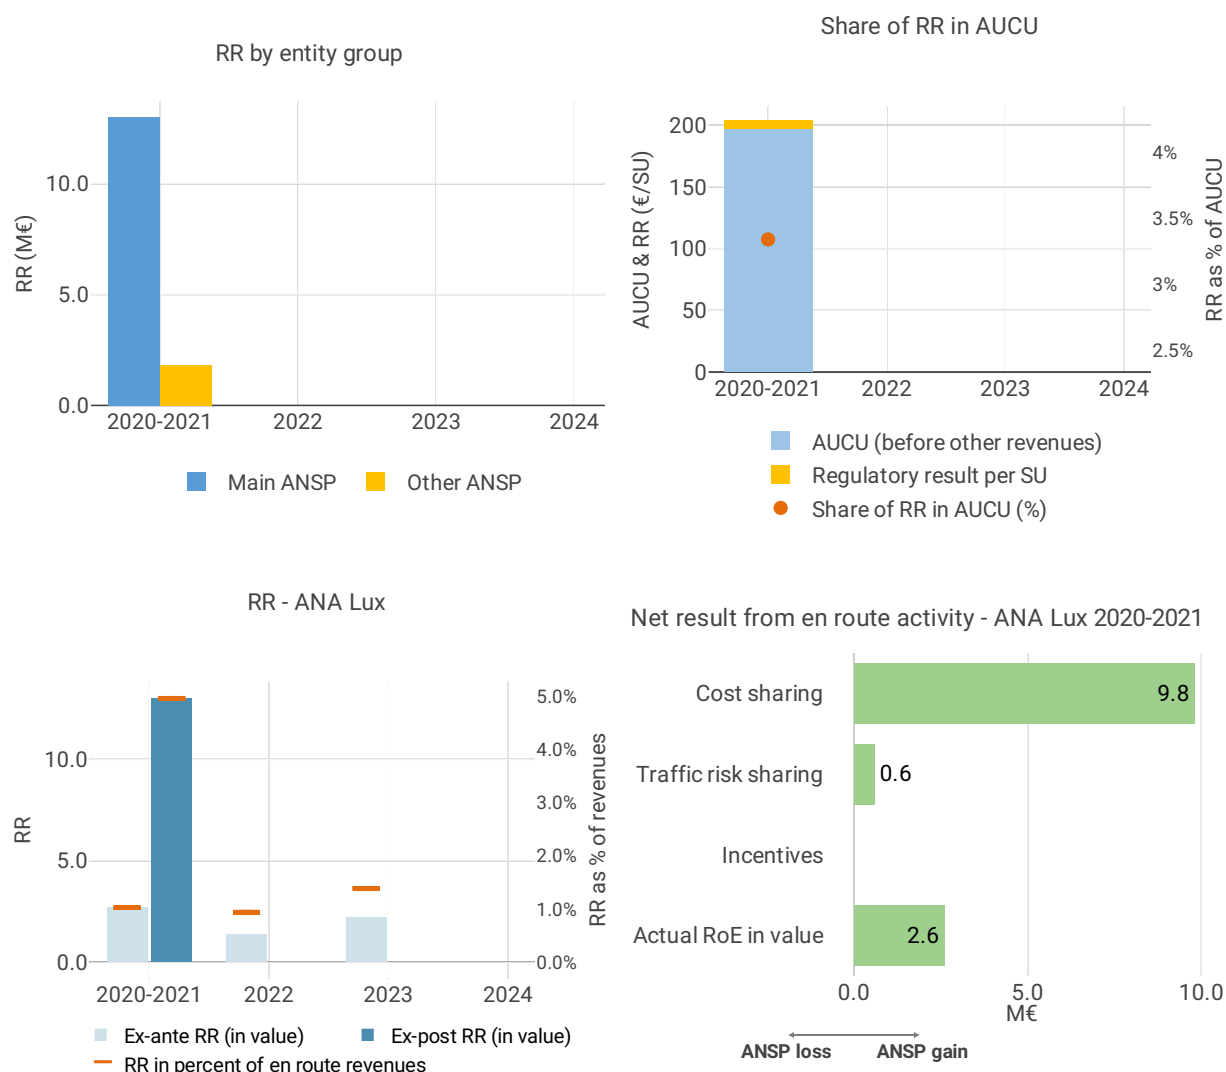 RR by entity group
RR (M€)
10.0
5.0
0.0
2020-2021
2022
2023
2024
Main ANSP
Other ANSP
Share of RR in AUCU
AUCU & RR (€/SU)
200
150
100
50
0
4%
3.5%
3%
2.5%
RR as % of AUCU
2020-2021
2022
2023
2024
AUCU (before other revenues)
Regulatory result per SU
Share of RR in AUCU (%)
RR - ANA Lux
RR
10.0
5.0
0.0
5.0%
4.0%
3.0%
2.0%
1.0%
0.0%
RR as % of revenues
2020-2021
2022
2023
2024
Ex-ante RR (in value)
Ex-post RR (in value)
RR in percent of en route revenues
Net result from en route activity - ANA Lux 2020-2021
Cost sharing
9.8
Traffic risk sharing
0.6
Incentives
Actual RoE in value
2.6
0.0
5.0
10.0
M€
ANSP loss
ANSP gain